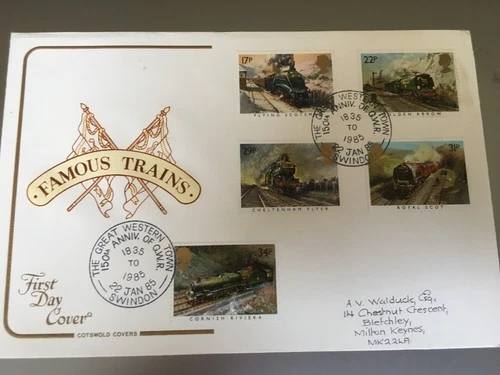 17P
22P
FLYING SCOTS
GOLDEN ARROW
THE GREAT WESTERN TOWN
150th ANNIV. OF G.W.R.
1835
TO
1985
22 JAN 85
SWINDON
29P
31P
CHELTENHAM FLYER
ROYAL SCOT
FAMOUS TRAINS
THE GREAT WESTERN TOWN
150th ANNIV. OF G.W.R.
1835
TO
1985
22 JAN 85
SWINDON
34P
CORNISH RIVIERA
First
Day
Cover
COTSWOLD COVERS
A.V. Walduck, Esq,
14 Chestnut Crescent,
Bletchley,
Milton Keynes,
MK22LA.